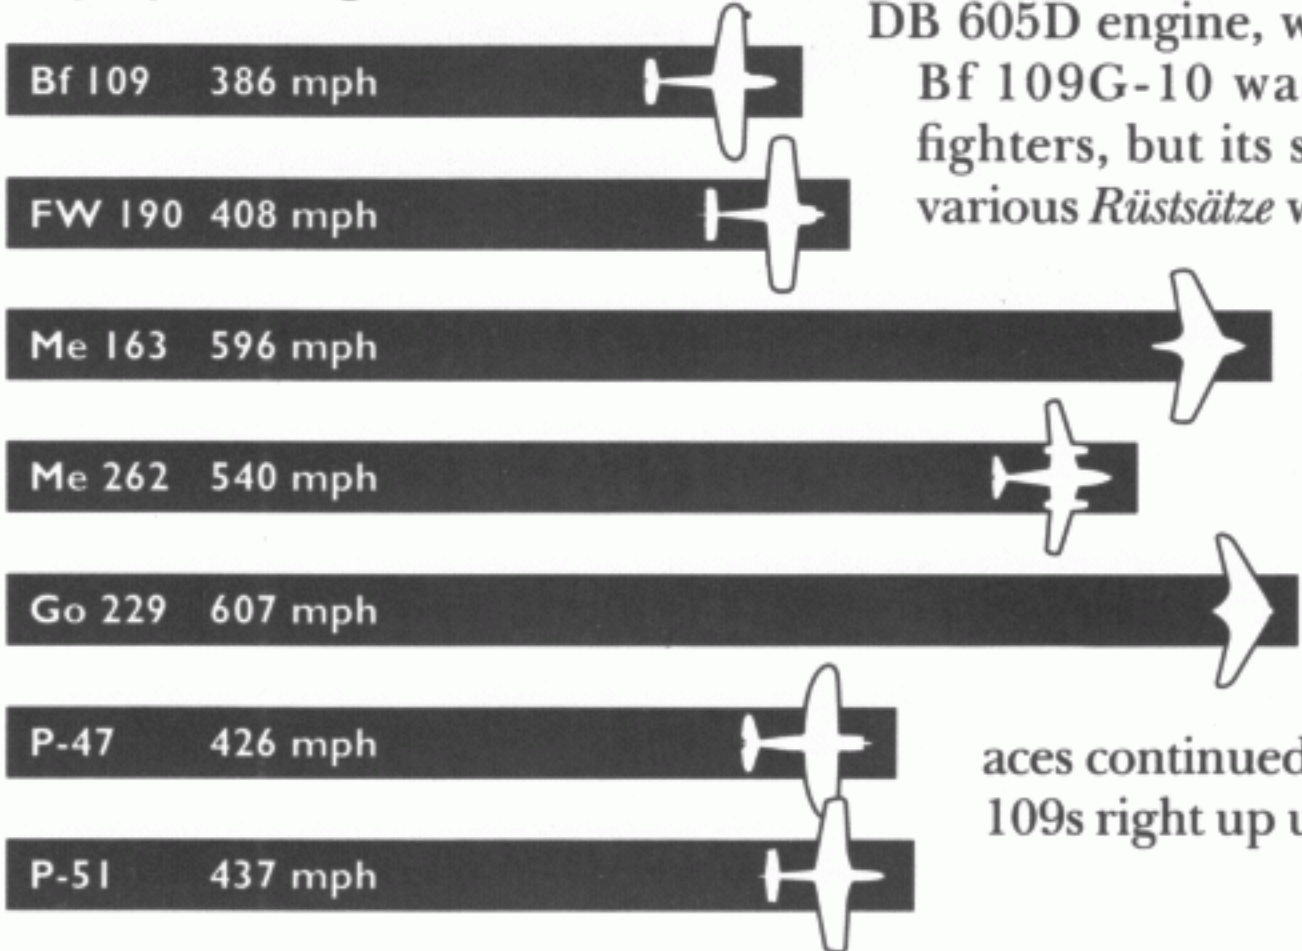 DB 605D engine, w
Bf 109G-10 wa
fighters, but its s
various Rüstsätze w
Bf 109 386 mph
FW 190 408 mph
Me 163 596 mph
Me 262 540 mph
Go 229 607 mph
P-47 426 mph
P-51 437 mph
aces continued
109s right up u